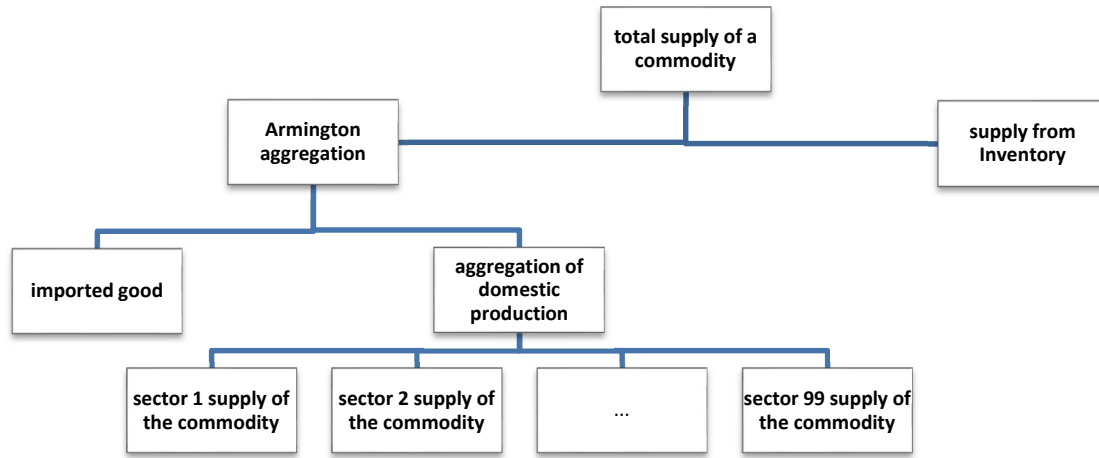 total supply of a
commodity
Armington
aggregation
supply from
Inventory
imported good
aggregation of
domestic
production
sector 1 supply of
the commodity
sector 2 supply of
the commodity
...
sector 99 supply of
the commodity